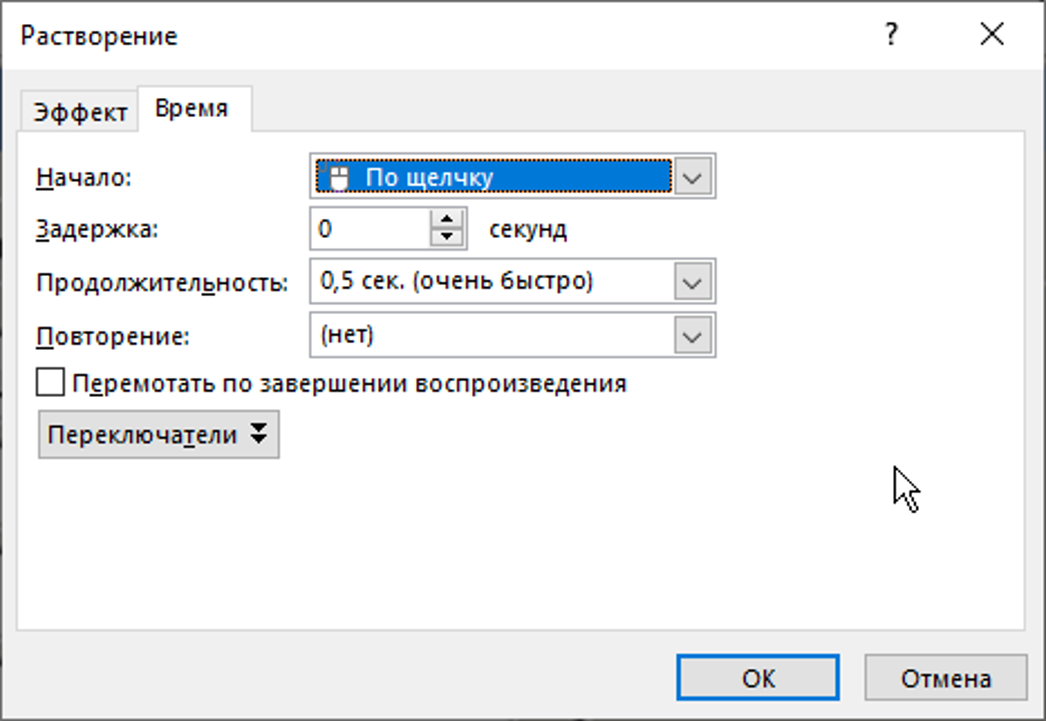 Растворение ?
Эффект Время
Начало: По щелчку
Задержка: 0 секунд
Продолжительность: 0,5 сек. (очень быстро)
Повторение: (нет)
Перемотать по завершении воспроизведения
Переключатели
ОК Отмена